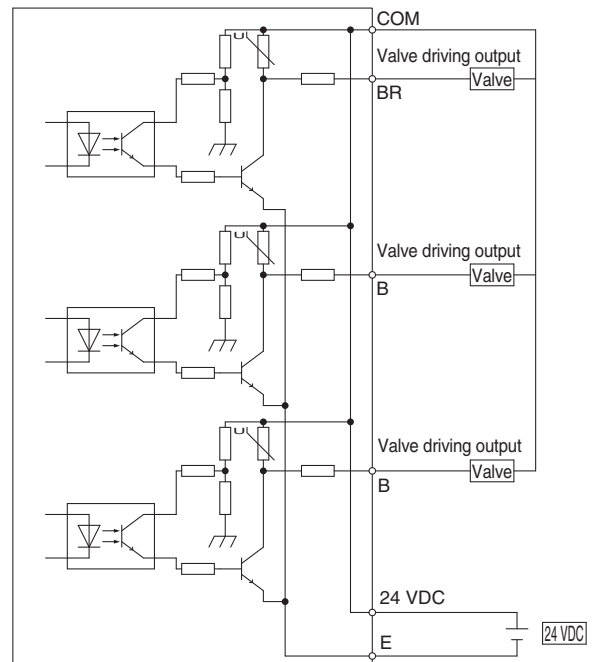 COM
Valve driving output
Valve
BR
U
Valve driving output
Valve
B
U
Valve driving output
Valve
B
U
24 VDC
24 VDC
E